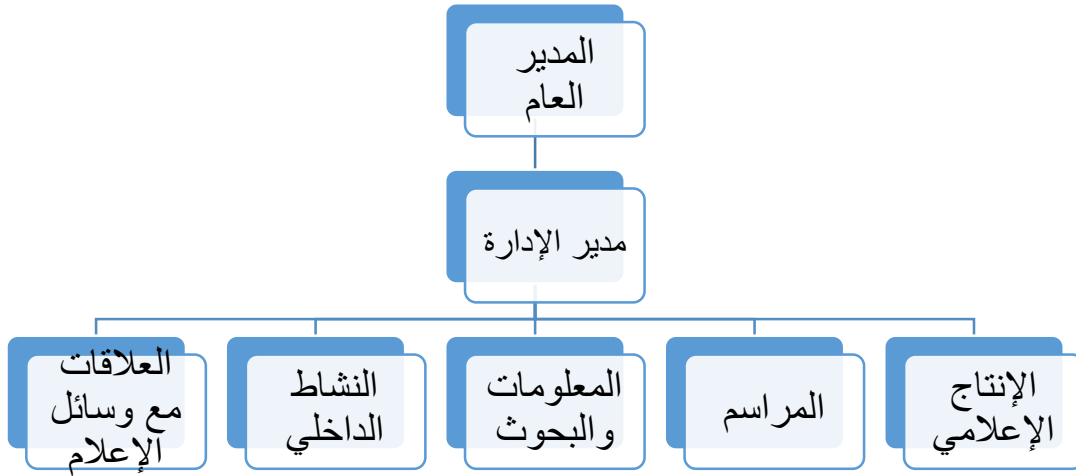 المدير
العام
مدير الإدارة
الإنتاج
الإعلامي
المراسم
المعلومات
والبحوث
النشاط
الداخلي
العلاقات
مع وسائل
الإعلام